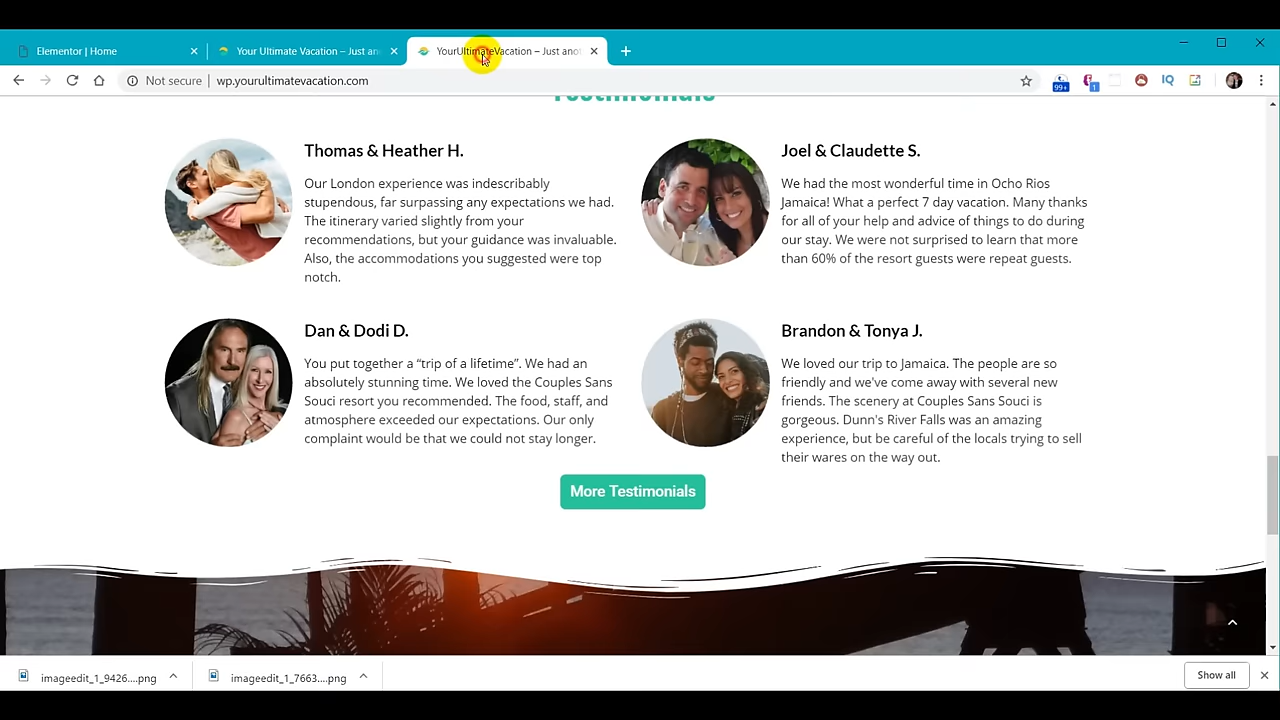 Elementor | Home
Your Ultimate Vacation – Just an
YourUltimateVacation – Just ano
Not secure
wp.yourultimatevacation.com
99+
1
IQ
Testimonials
Thomas & Heather H.
Our London experience was indescribably
stupendous, far surpassing any expectations we had.
The itinerary varied slightly from your
recommendations, but your guidance was invaluable.
Also, the accommodations you suggested were top
notch.
Joel & Claudette S.
We had the most wonderful time in Ocho Rios
Jamaica! What a perfect 7 day vacation. Many thanks
for all of your help and advice of things to do during
our stay. We were not surprised to learn that more
than 60% of the resort guests were repeat guests.
Dan & Dodi D.
You put together a “trip of a lifetime”. We had an
absolutely stunning time. We loved the Couples Sans
Souci resort you recommended. The food, staff, and
atmosphere exceeded our expectations. Our only
complaint would be that we could not stay longer.
Brandon & Tonya J.
We loved our trip to Jamaica. The people are so
friendly and we've come away with several new
friends. The scenery at Couples Sans Souci is
gorgeous. Dunn's River Falls was an amazing
experience, but be careful of the locals trying to sell
their wares on the way out.
More Testimonials
imageedit_1_9426....png
imageedit_1_7663....png
Show all